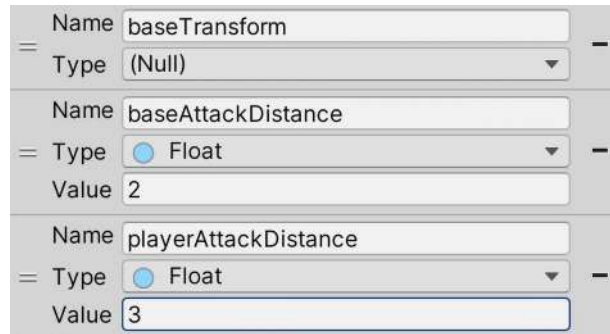 Name baseTransform
Type (Null)
Name baseAttackDistance
Type Float
Value 2
Name playerAttackDistance
Type Float
Value 3